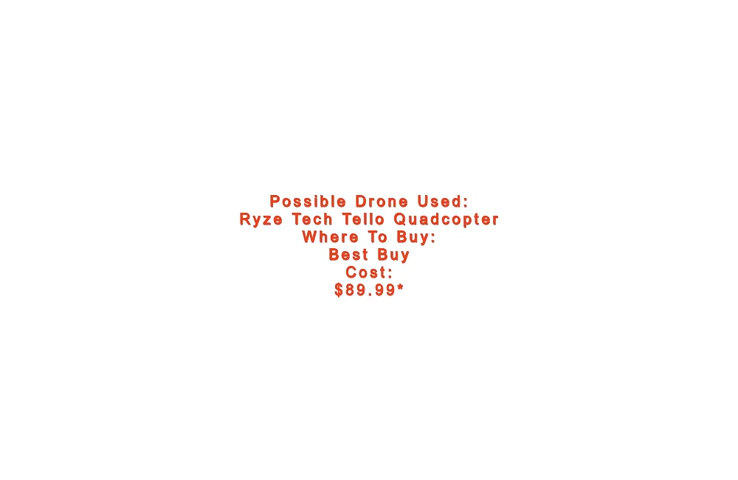 Possible Drone Used:
Ryze Tech Tello Quadcopter
Where To Buy:
Best Buy
Cost:
$89.99*